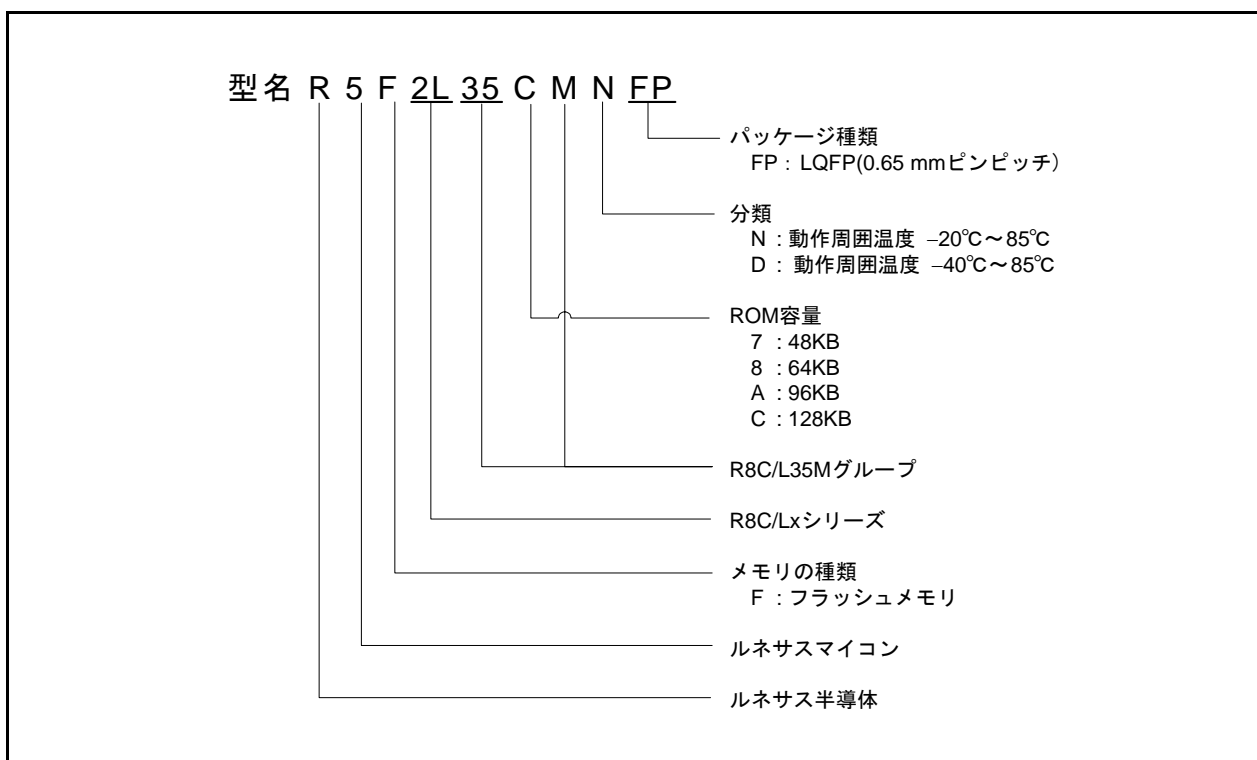 型名 R 5 F 2L 35 C M N FP
パッケージ種類
FP : LQFP(0.65 mmピンピッチ）
分類
N : 動作周囲温度 –20℃～85℃
D : 動作周囲温度 –40℃～85℃
ROM容量
7 : 48KB
8 : 64KB
A : 96KB
C : 128KB
R8C/L35Mグループ
R8C/Lxシリーズ
メモリの種類
F : フラッシュメモリ
ルネサスマイコン
ルネサス半導体